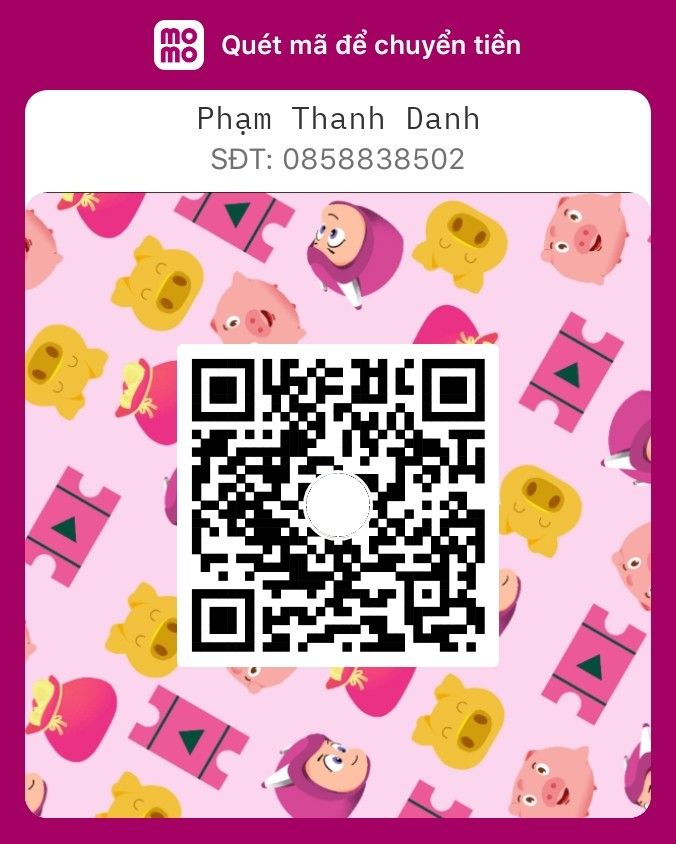 mo
mo
Quét mã để chuyển tiền
Phạm Thanh Danh
SĐT: 0858838502